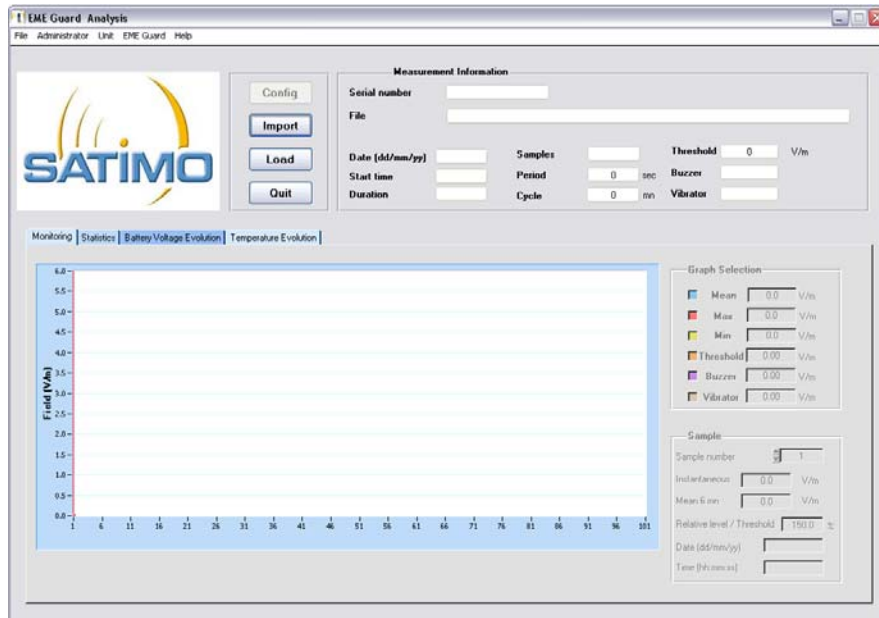 EME Guard Analysis
File Administrator Unit EME Guard Help
SATIMO
Config
Import
Load
Quit
Measurement Information
Serial number
File
Date (dd/mm/yy)
Start time
Duration
Samples
Period 0 sec
Cycle 0 mn
Threshold 0 V/m
Buzzer
Vibrator
Monitoring Statistics Battery Voltage Evolution Temperature Evolution
Field (V/m)
6.0
5.5
5.0
4.5
4.0
3.5
3.0
2.5
2.0
1.5
1.0
0.5
0.0
1 6 11 16 21 26 31 36 41 46 51 56 61 66 71 76 81 86 91 96 101
Graph Selection
Mean 0.0 V/m
Max 0.0 V/m
Min 0.0 V/m
Threshold 0.00 V/m
Buzzer 0.00 V/m
Vibrator 0.00 V/m
Sample
Sample number 1
Instantaneous 0.0 V/m
Mean 6 mn 0.0 V/m
Relative level / Threshold 150.0 %
Date (dd/mm/yy)
Time (hh:mm:ss)